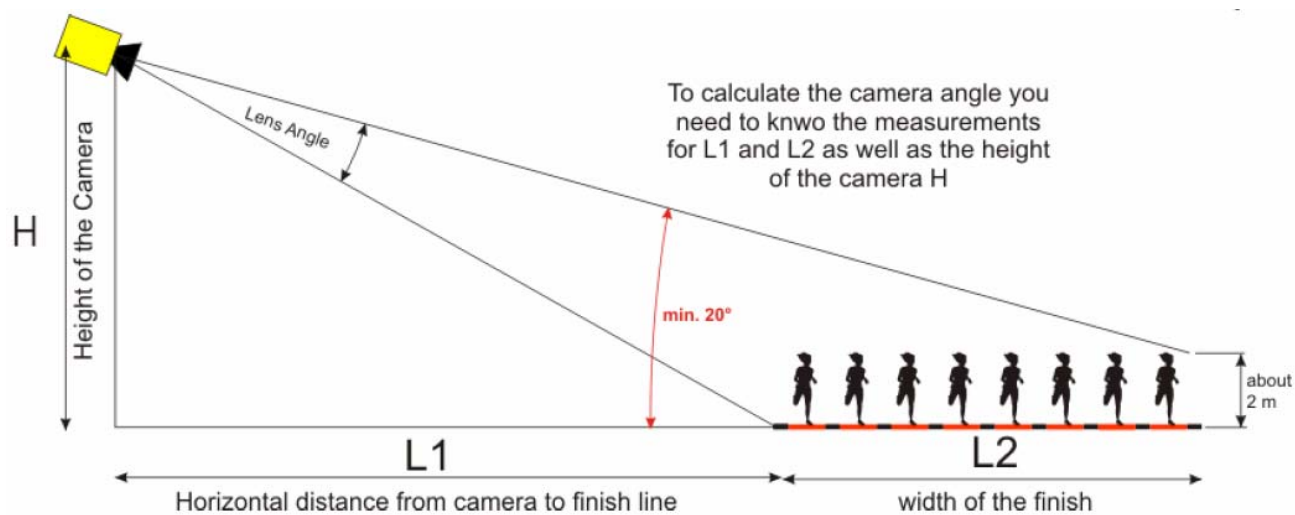 To calculate the camera angle you
need to knwo the measurements
for L1 and L2 as well as the height
of the camera H
Lens Angle
H
Height of the Camera
min. 20°
about
2 m
L1
L2
Horizontal distance from camera to finish line
width of the finish